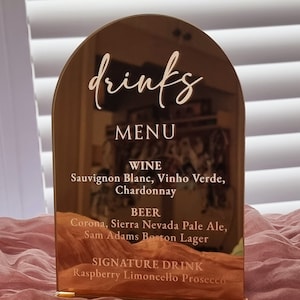 drinks
MENU
WINE
Sauvignon Blanc, Vinho Verde,
Chardonnay
BEER
Corona, Sierra Nevada Pale Ale,
Sam Adams Boston Lager
SIGNATURE DRINK
Raspberry Limoncello Prosecco